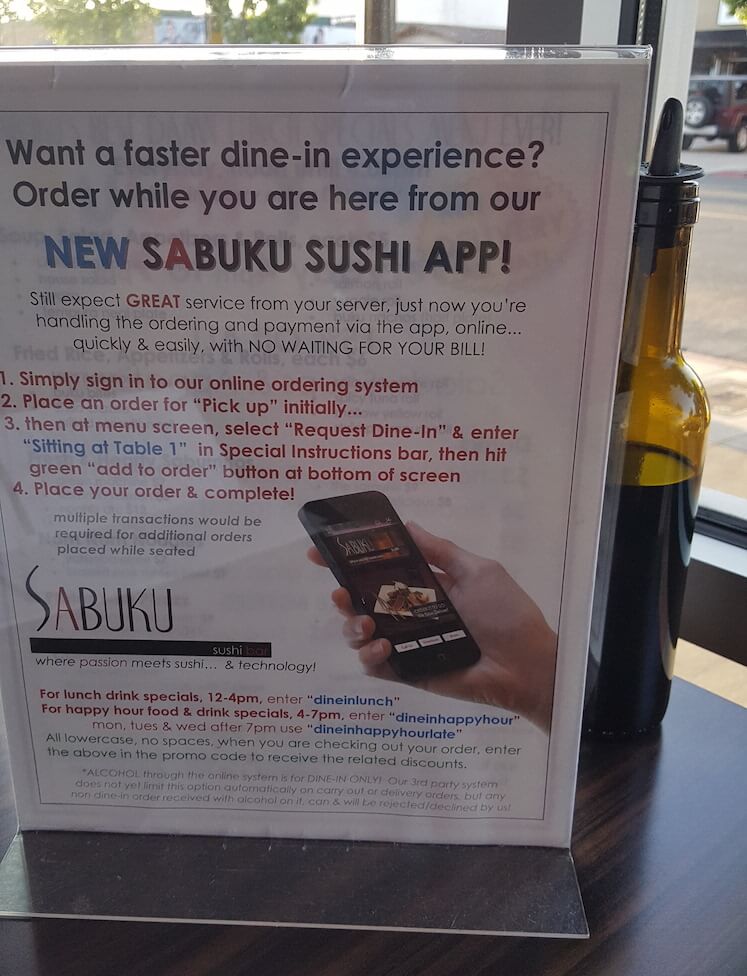 Want a faster dine-in experience?
Order while you are here from our
NEW SABUKU SUSHI APP!
Still expect GREAT service from your server, just now you're
handling the ordering and payment via the app, online...
quickly & easily, with NO WAITING FOR YOUR BILL!
1. Simply sign in to our online ordering system
2. Place an order for "Pick up" initially...
3. then at menu screen, select "Request Dine-In" & enter
"Sitting at Table 1" in Special Instructions bar, then hit
green "add to order" button at bottom of screen
4. Place your order & complete!
multiple transactions would be
required for additional orders
placed while seated
SABUKU
SABUKU
sushi bar
where passion meets sushi... & technology!
For lunch drink specials, 12-4pm, enter "dineinlunch"
For happy hour food & drink specials, 4-7pm, enter "dineinhappyhour"
mon, tues & wed after 7pm use "dineinhappyhourlate"
All lowercase, no spaces, when you are checking out your order, enter
the above in the promo code to receive the related discounts.
*ALCOHOL through the online system is for DINE-IN ONLY! Our 3rd party system
does not yet limit this option automatically on carry out or delivery orders, but any
non dine-in order received with alcohol on it, can & will be rejected/declined by us!